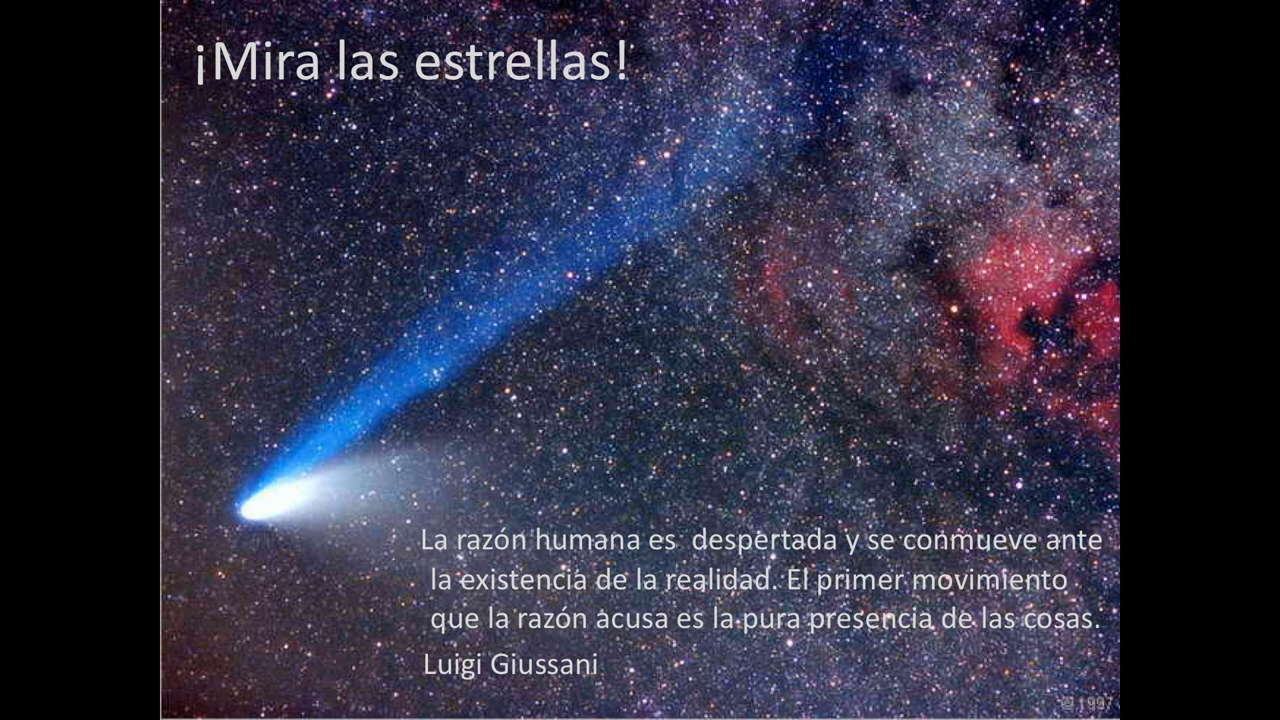 ¡Mira las estrellas!
La razón humana es  despertada y se conmueve ante
la existencia de la realidad. El primer movimiento
que la razón acusa es la pura presencia de las cosas.
Luigi Giussani
© 1997